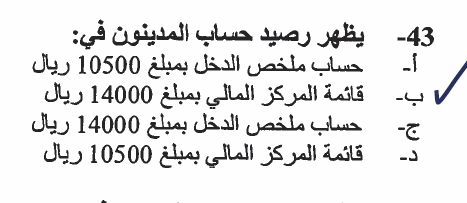 43- يظهر رصيد حساب المدينون في:
أ- حساب ملخص الدخل بمبلغ 10500 ريال
ب- قائمة المركز المالي بمبلغ 14000 ريال
ج- حساب ملخص الدخل بمبلغ 14000 ريال
د- قائمة المركز المالي بمبلغ 10500 ريال